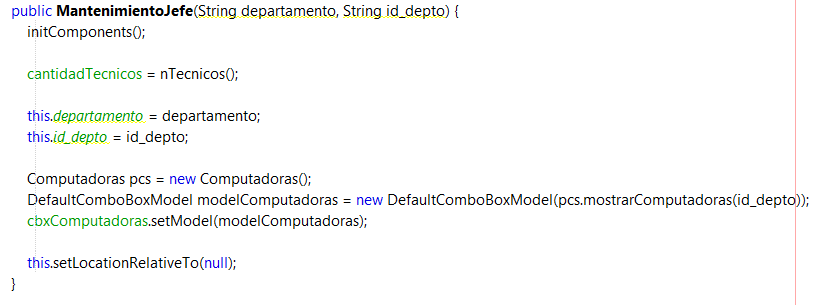 public MantenimientoJefe(String departamento, String id_depto) {
initComponents();
cantidadTecnicos = nTecnicos();
this.departamento = departamento;
this.id_depto = id_depto;
Computadoras pcs = new Computadoras();
DefaultComboBoxModel modelComputadoras = new DefaultComboBoxModel(pcs.mostrarComputadoras(id_depto));
cbxComputadoras.setModel(modelComputadoras);
this.setLocationRelativeTo(null);
}